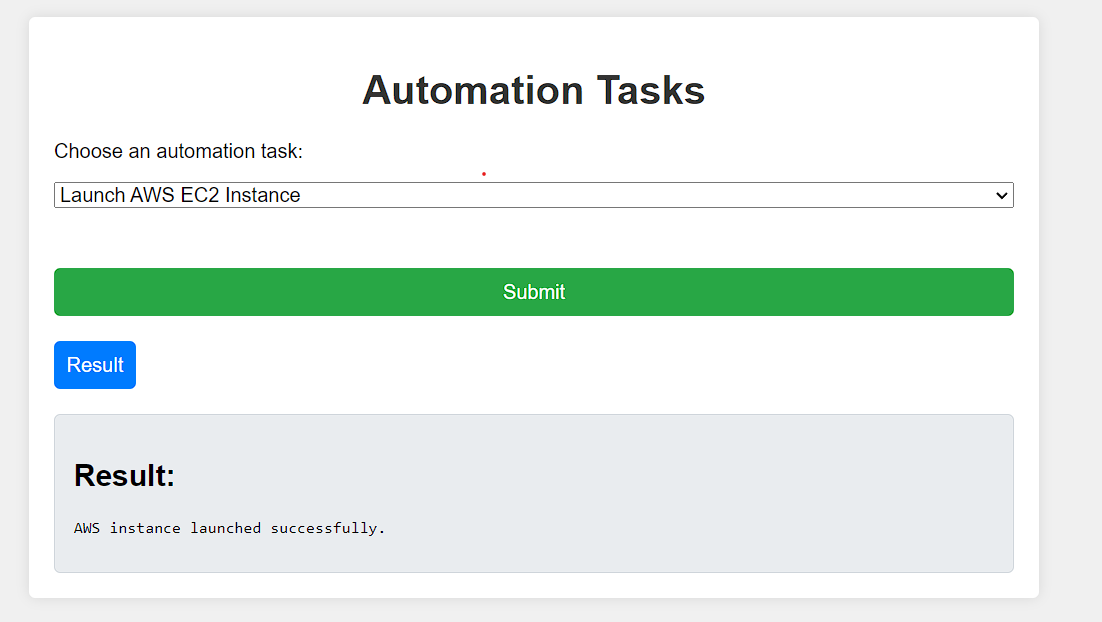 Automation Tasks
Choose an automation task:
Launch AWS EC2 Instance
Submit
Result
Result:
AWS instance launched successfully.